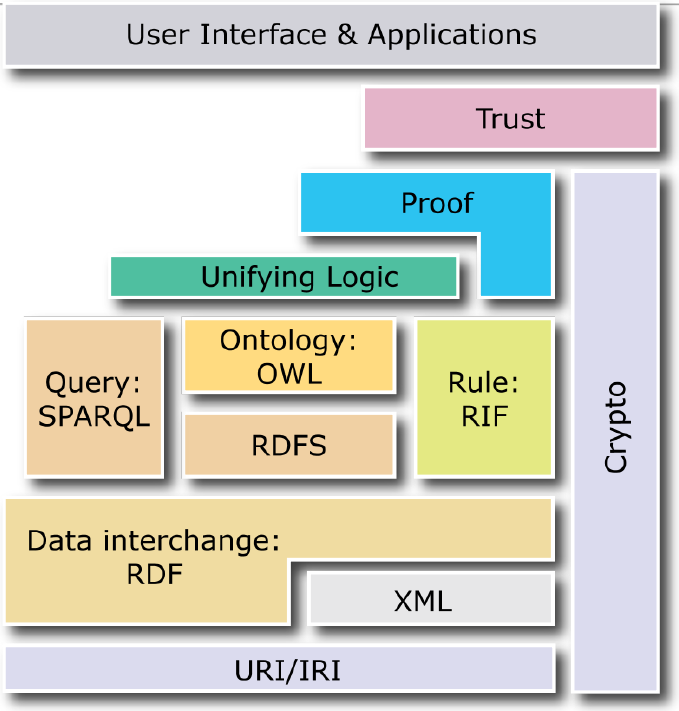 User Interface & Applications
Trust
Proof
Unifying Logic
Query:
SPARQL
Ontology:
OWL
RDFS
Rule:
RIF
Crypto
Data interchange:
RDF
XML
URI/IRI